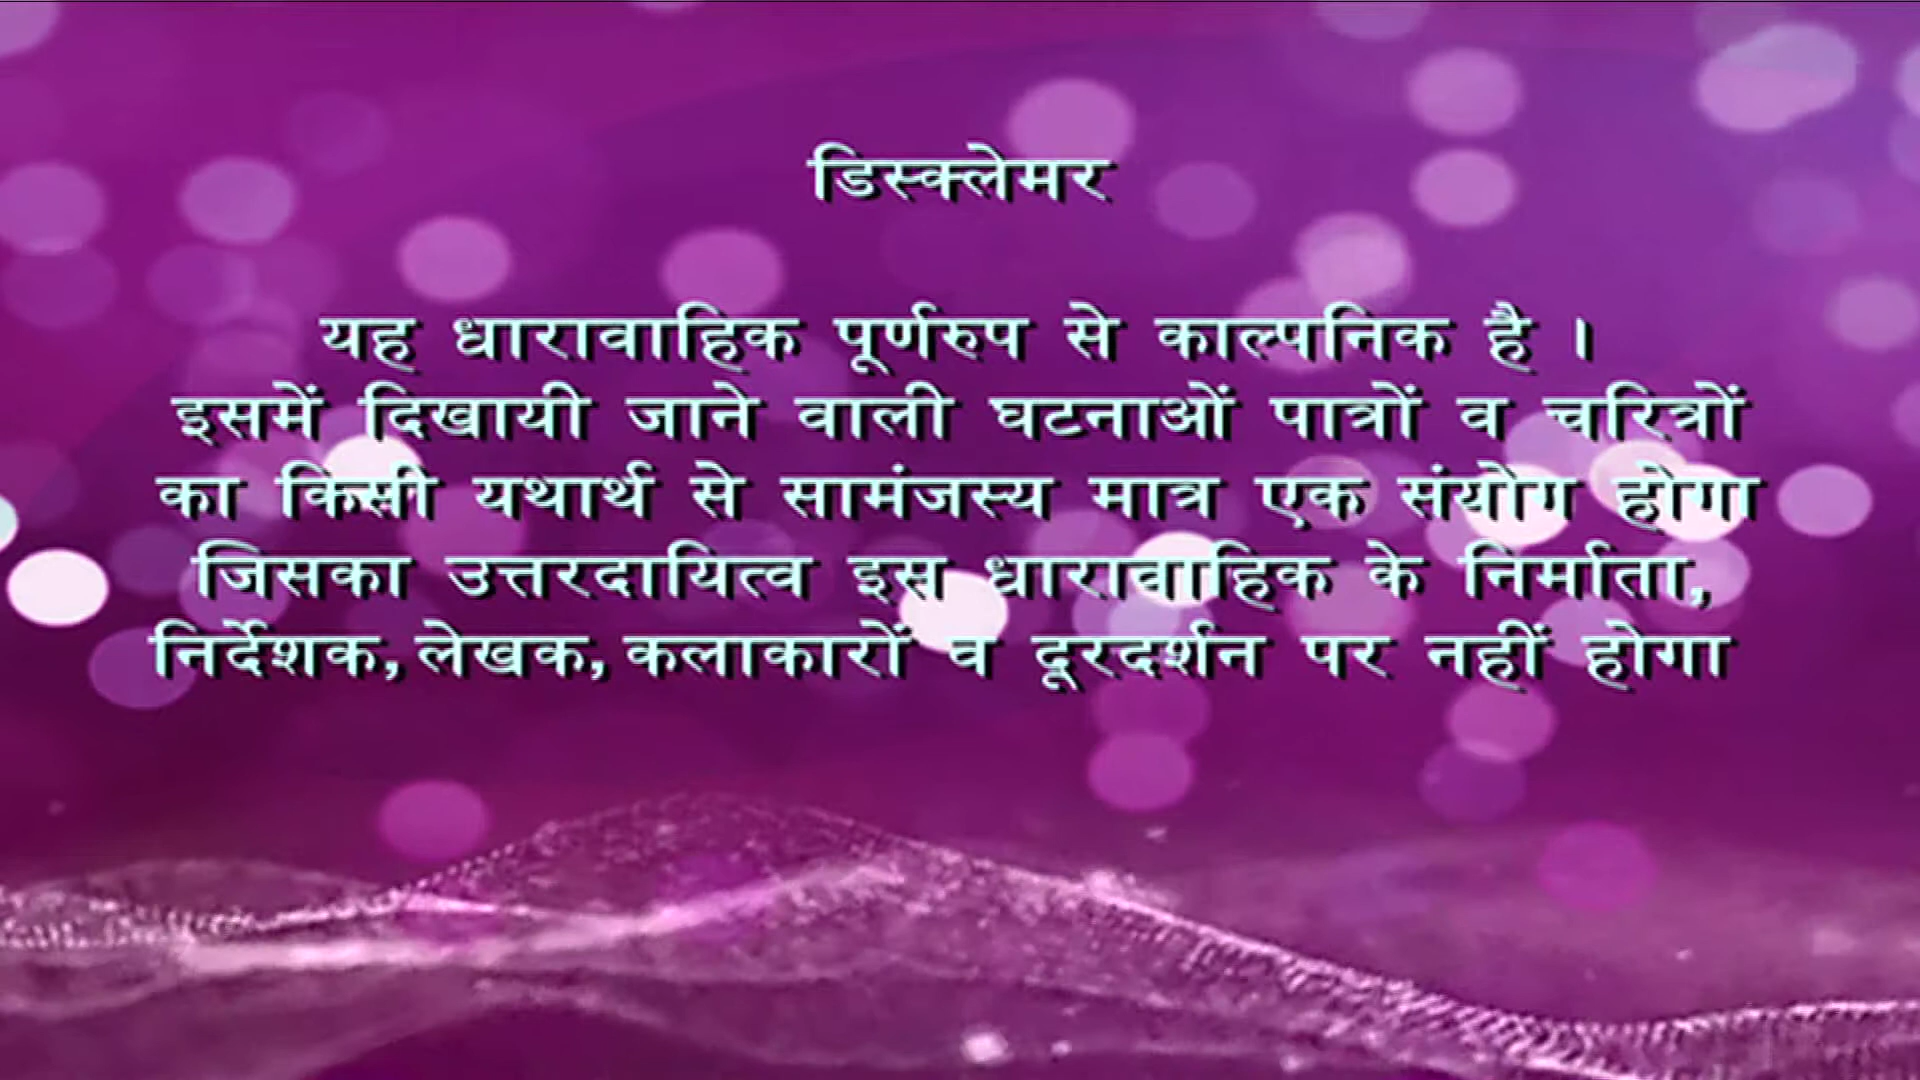 डिस्क्लेमर
यह धारावाहिक पूर्णरुप से काल्पनिक है ।
इसमें दिखायी जाने वाली घटनाओं पात्रों व चरित्रों
का किसी यथार्थ से सामंजस्य मात्र एक संयोग होगा
जिसका उत्तरदायित्व इस धारावाहिक के निर्माता,
निर्देशक, लेखक, कलाकारों व दूरदर्शन पर नहीं होगा